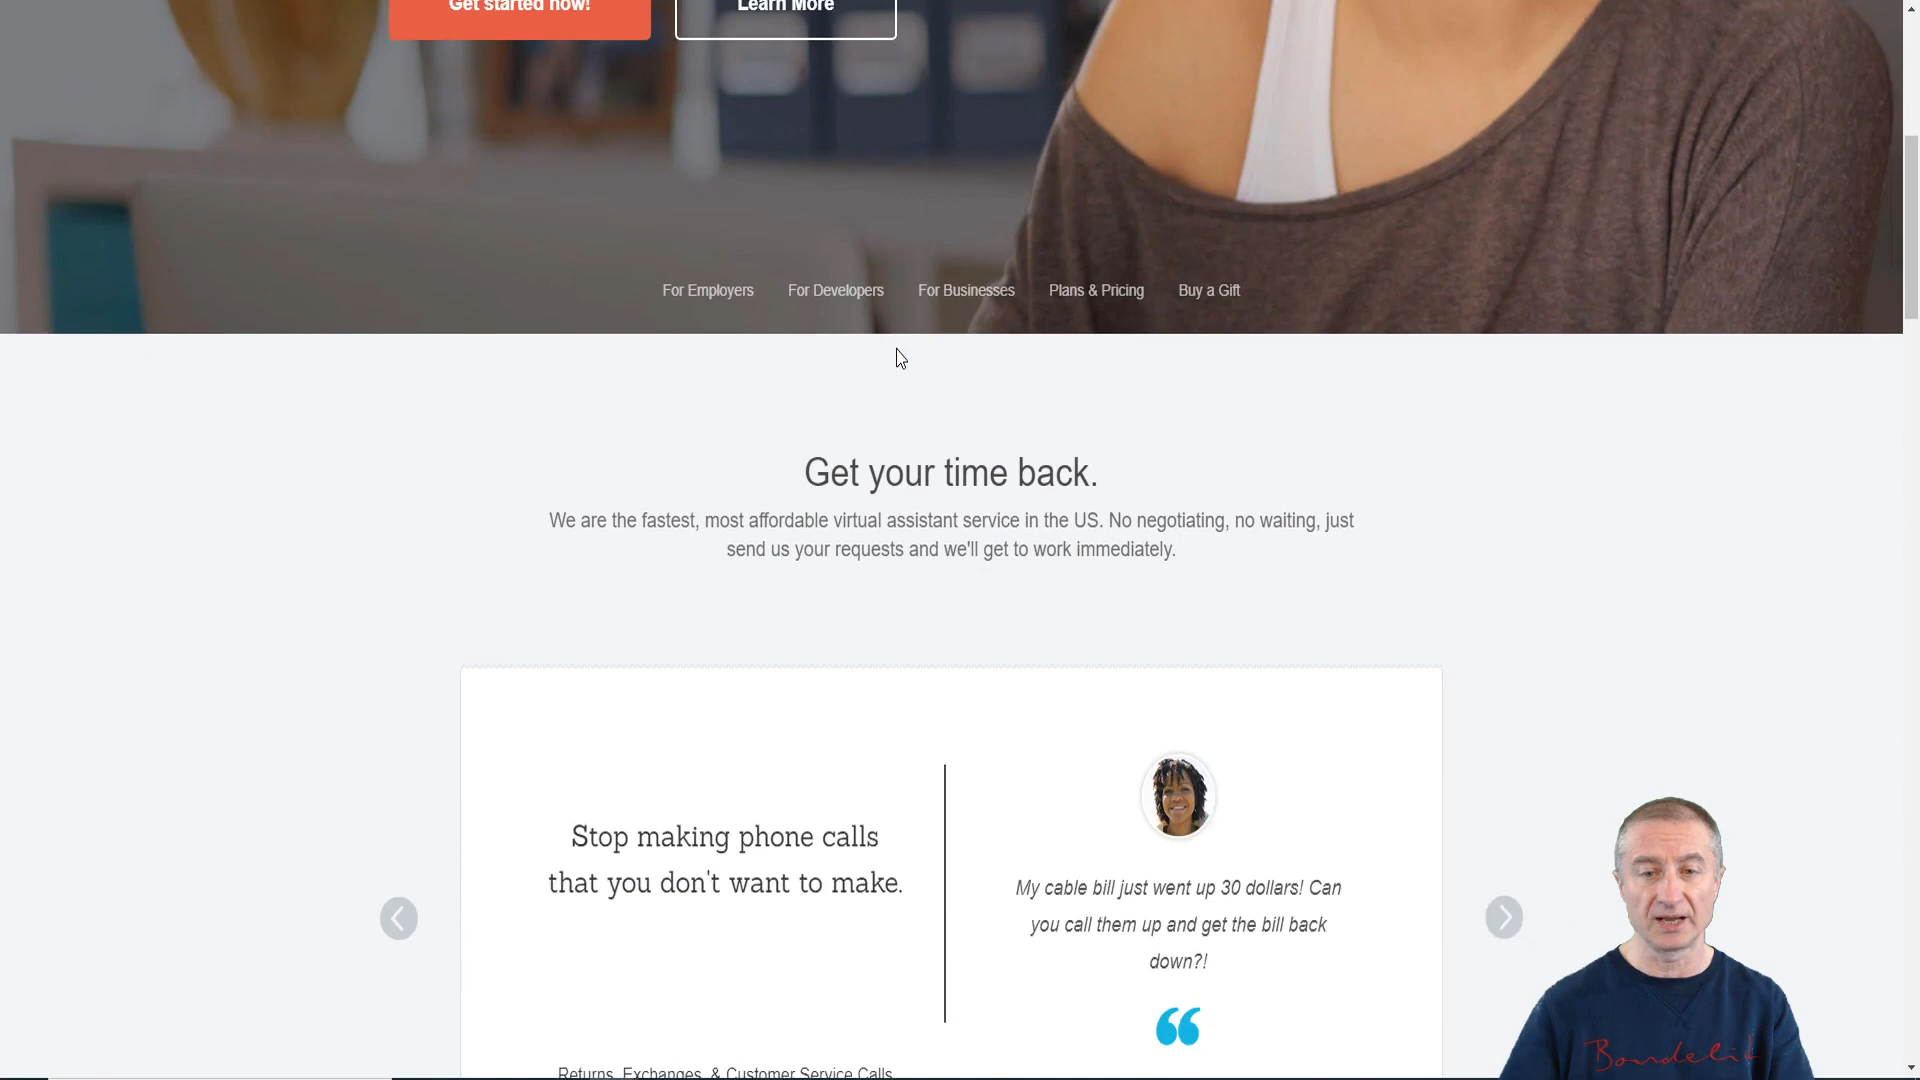 Get started now!
Learn More
For Employers
For Developers
For Businesses
Plans & Pricing
Buy a Gift
Get your time back.
We are the fastest, most affordable virtual assistant service in the US. No negotiating, no waiting, just
send us your requests and we'll get to work immediately.
Stop making phone calls
that you don't want to make.
Returns, Exchanges, & Customer Service Calls
My cable bill just went up 30 dollars! Can
you call them up and get the bill back
down?!